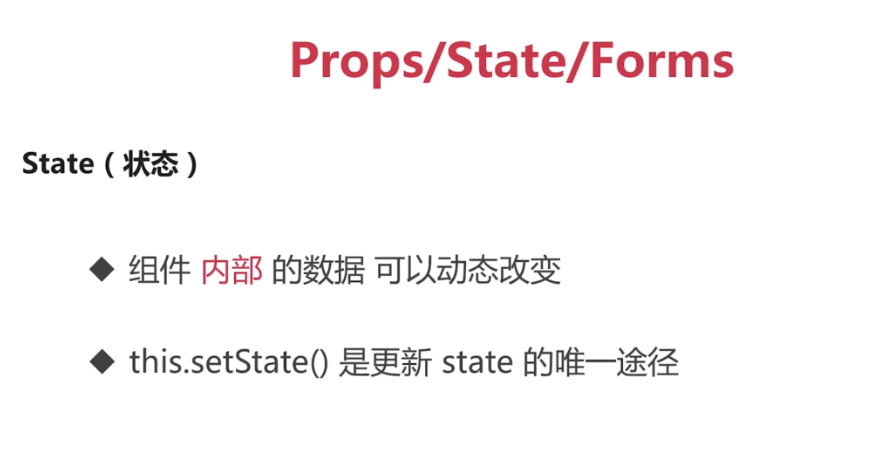 Props/State/Forms
State（状态）
◆ 组件 内部 的数据 可以动态改变
◆ this.setState() 是更新 state 的唯一途径